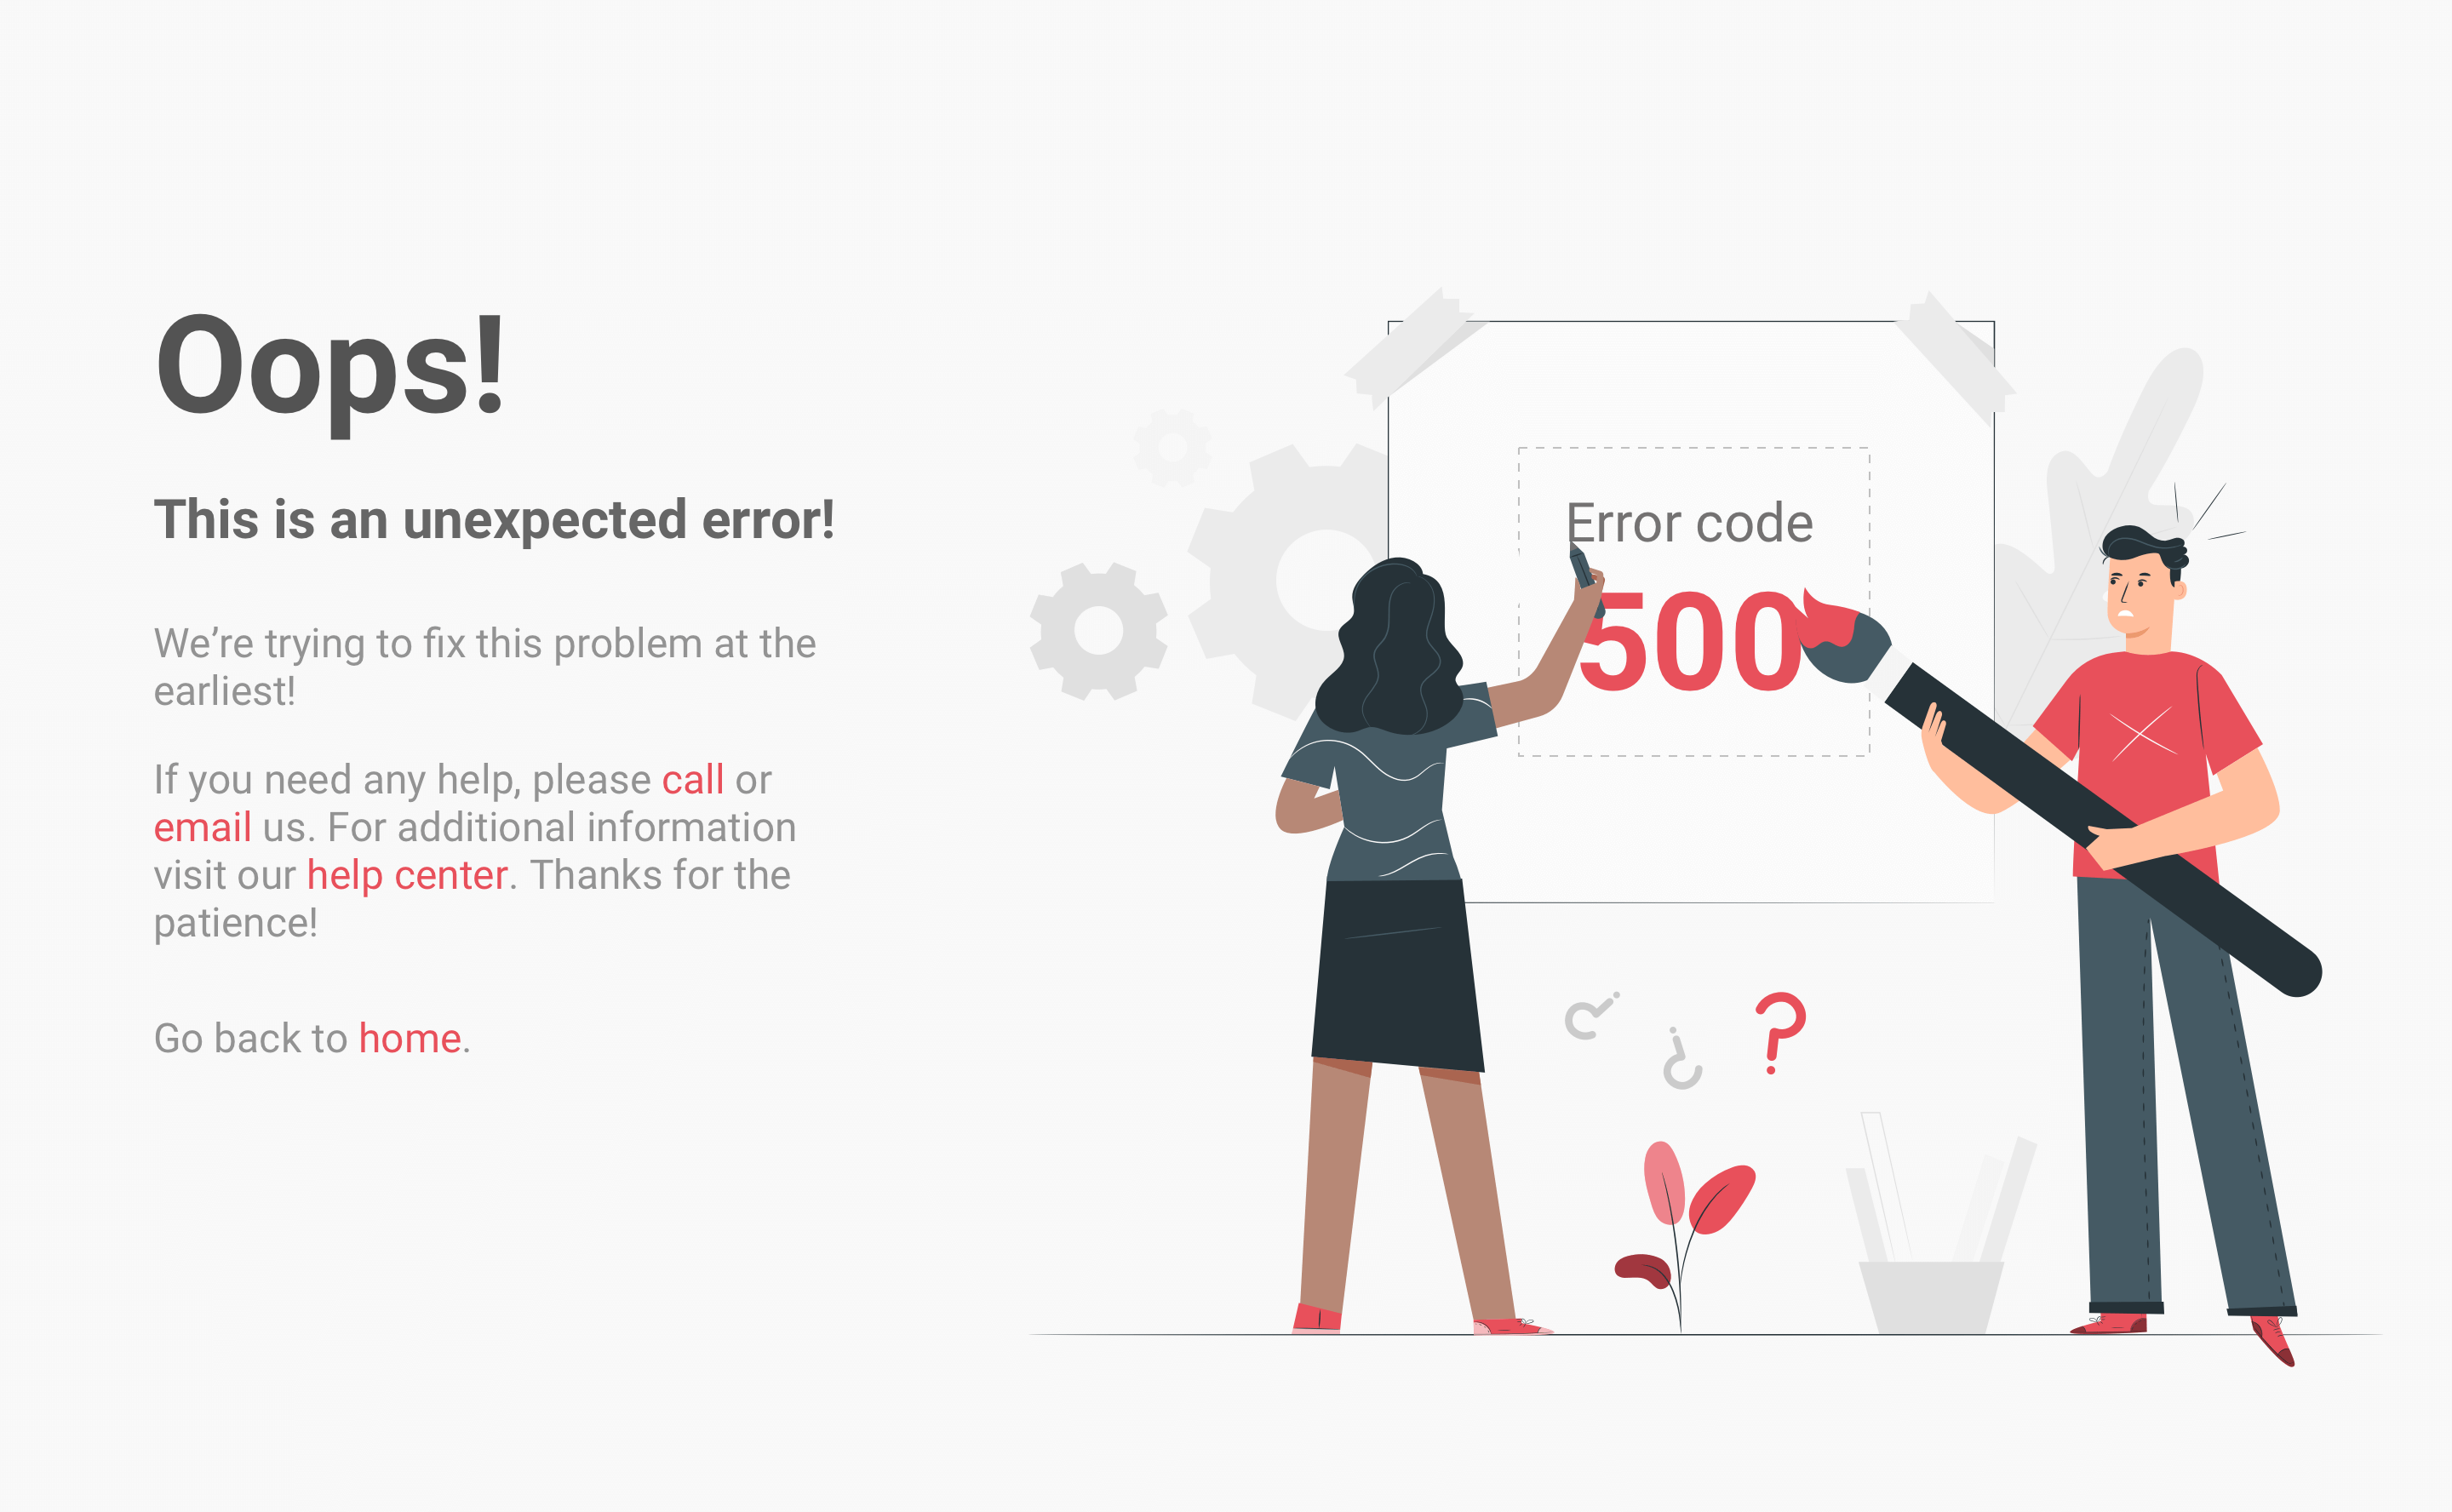 Oops!
This is an unexpected error!
We’re trying to fix this problem at the
earliest!
If you need any help, please call or
email us. For additional information
visit our help center. Thanks for the
patience!
Go back to home.
Error code
500
?
?
?